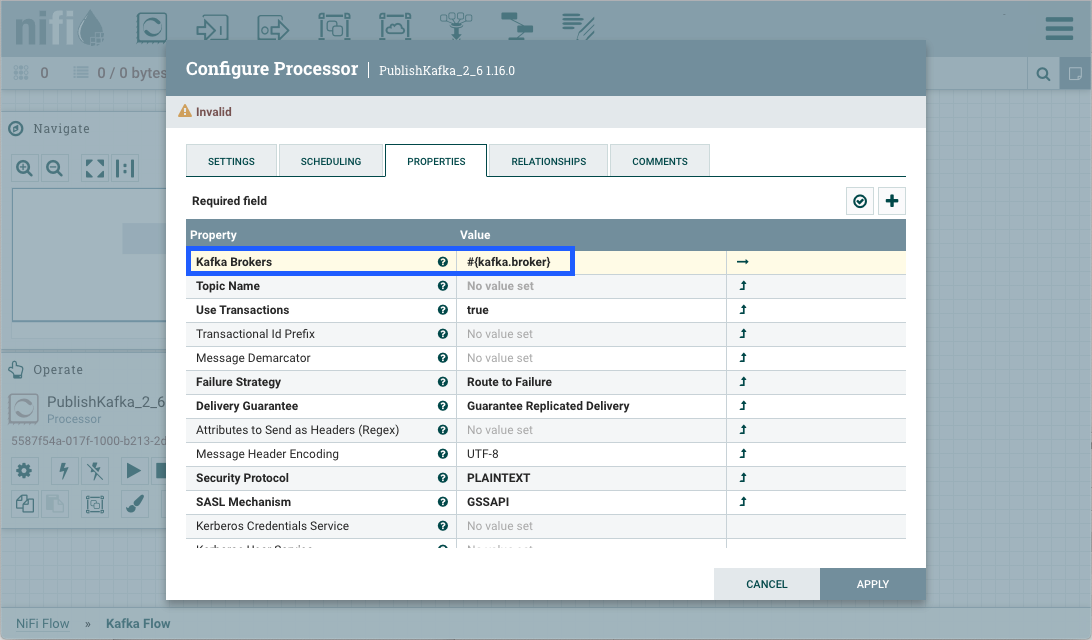 nifi
0 0 / 0 bytes
Configure Processor PublishKafka_2_6 1.16.0
Invalid
Navigate
SETTINGS SCHEDULING PROPERTIES RELATIONSHIPS COMMENTS
Required field
Property Value
Kafka Brokers #{kafka.broker}
Topic Name No value set
Use Transactions true
Transactional Id Prefix No value set
Message Demarcator No value set
Failure Strategy Route to Failure
Delivery Guarantee Guarantee Replicated Delivery
Attributes to Send as Headers (Regex) No value set
Message Header Encoding UTF-8
Security Protocol PLAINTEXT
SASL Mechanism GSSAPI
Kerberos Credentials Service No value set
Operate
PublishKafka_2_6
Processor
5587f54a-017f-1000-b213-2d
CANCEL APPLY
NiFi Flow » Kafka Flow